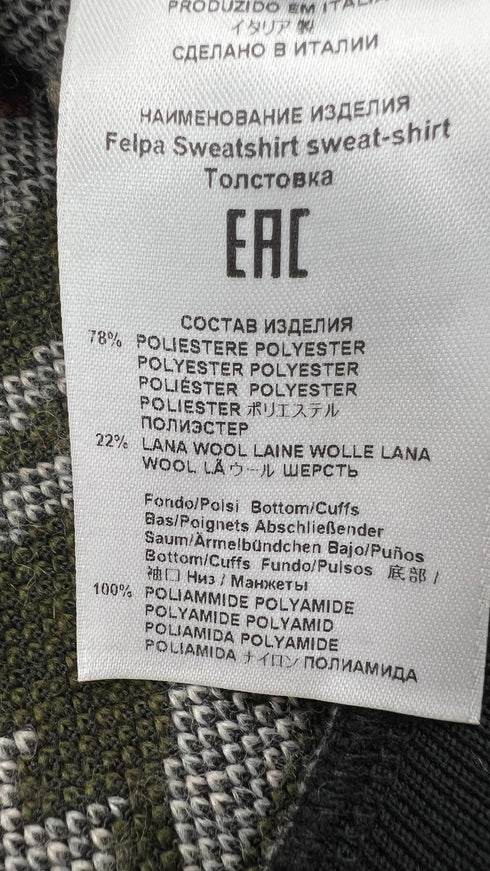 PRODUZIDO EM ITALIA
イタリア 製
СДЕЛАНО В ИТАЛИИ
НАИМЕНОВАНИЕ ИЗДЕЛИЯ
Felpa Sweatshirt sweat-shirt
Толстовка
EAC
СОСТАВ ИЗДЕЛИЯ
78% POLIESTERE POLYESTER
POLYESTER POLYESTER
POLIÉSTER POLYESTER
POLIESTER ポリエステル
ПОЛИЭСТЕР
22% LANA WOOL LAINE WOLLE LANA
WOOL LÃ ウール ШЕРСТЬ
Fondo/Polsi Bottom/Cuffs
Bas/Poignets Abschließender
Saum/Ärmelbündchen Bajo/Puños
Bottom/Cuffs Fundo/Pulsos 底部 /
袖口 Низ / Манжеты
100% POLIAMMIDE POLYAMIDE
POLYAMIDE POLYAMID
POLIAMIDA POLYAMIDE
POLIAMIDA ナイロン ПОЛИАМИДА